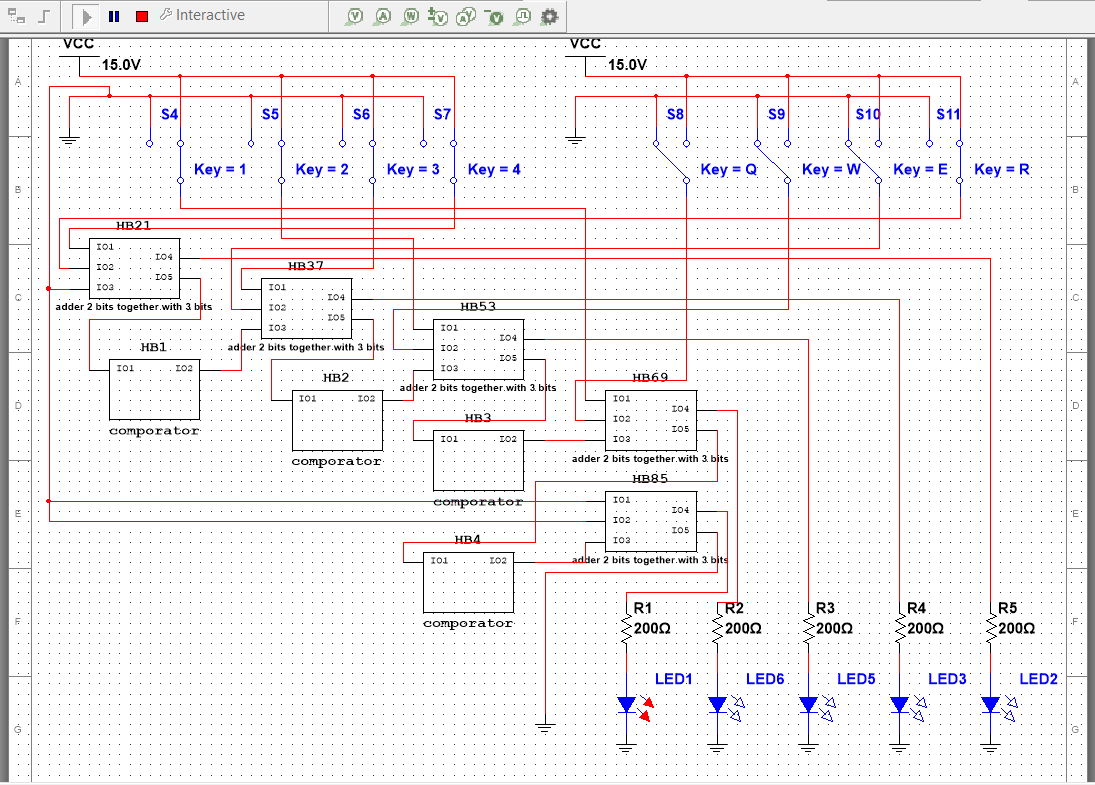 Interactive
VCC
15.0V
VCC
15.0V
A
A
S4
S5
S6
S7
S8
S9
S10
S11
Key = 1
Key = 2
Key = 3
Key = 4
Key = Q
Key = W
Key = E
Key = R
B
B
HB21
IO1
IO2
IO3
IO4
IO5
adder 2 bits together with 3 bits
C
C
HB37
IO1
IO2
IO3
IO4
IO5
adder 2 bits together with 3 bits
HB53
IO1
IO2
IO3
IO4
IO5
adder 2 bits together with 3 bits
HB1
IO1
IO2
comporator
HB2
IO1
IO2
comporator
HB69
IO1
IO2
IO3
IO4
IO5
adder 2 bits together with 3 bits
D
D
HB3
IO1
IO2
comporator
HB85
IO1
IO2
IO3
IO4
IO5
adder 2 bits together with 3 bits
E
E
HB4
IO1
IO2
comporator
F
F
R1
200Ω
R2
200Ω
R3
200Ω
R4
200Ω
R5
200Ω
LED1
LED6
LED5
LED3
LED2
G
G